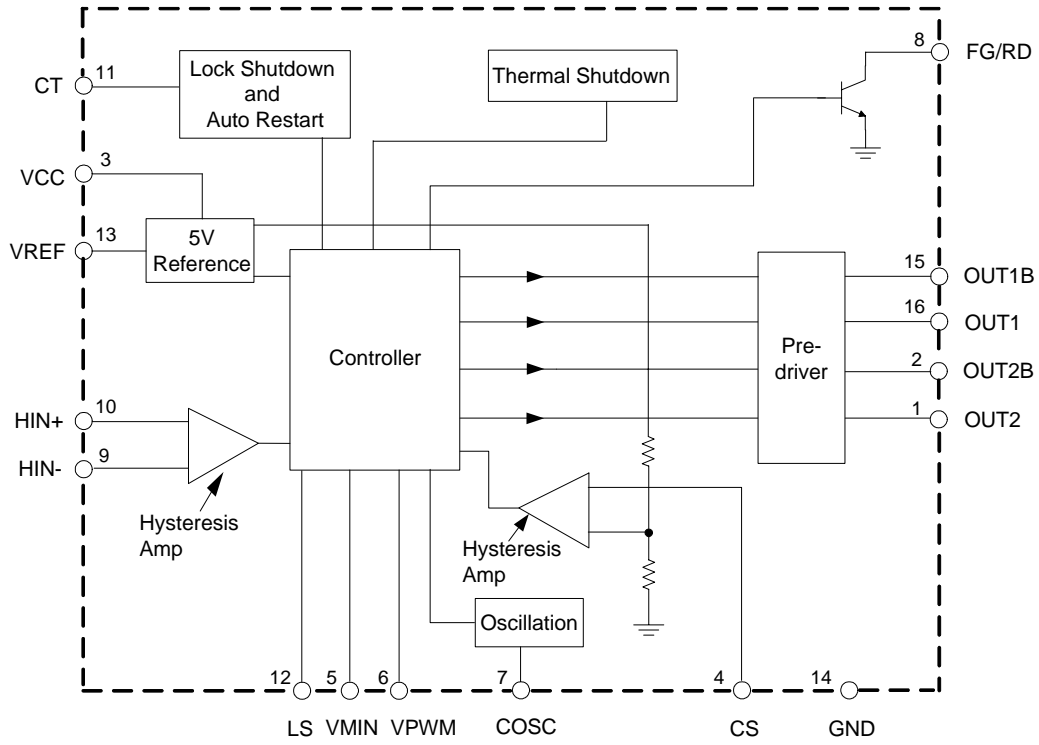 8
FG/RD
11
CT
Lock Shutdown
and
Auto Restart
Thermal Shutdown
3
VCC
13
VREF
5V
Reference
15
OUT1B
16
OUT1
Controller
Pre-
driver
2
OUT2B
1
OUT2
10
HIN+
9
HIN-
Hysteresis
Amp
Hysteresis
Amp
Oscillation
12
5
6
7
4
14
LS
VMIN
VPWM
COSC
CS
GND